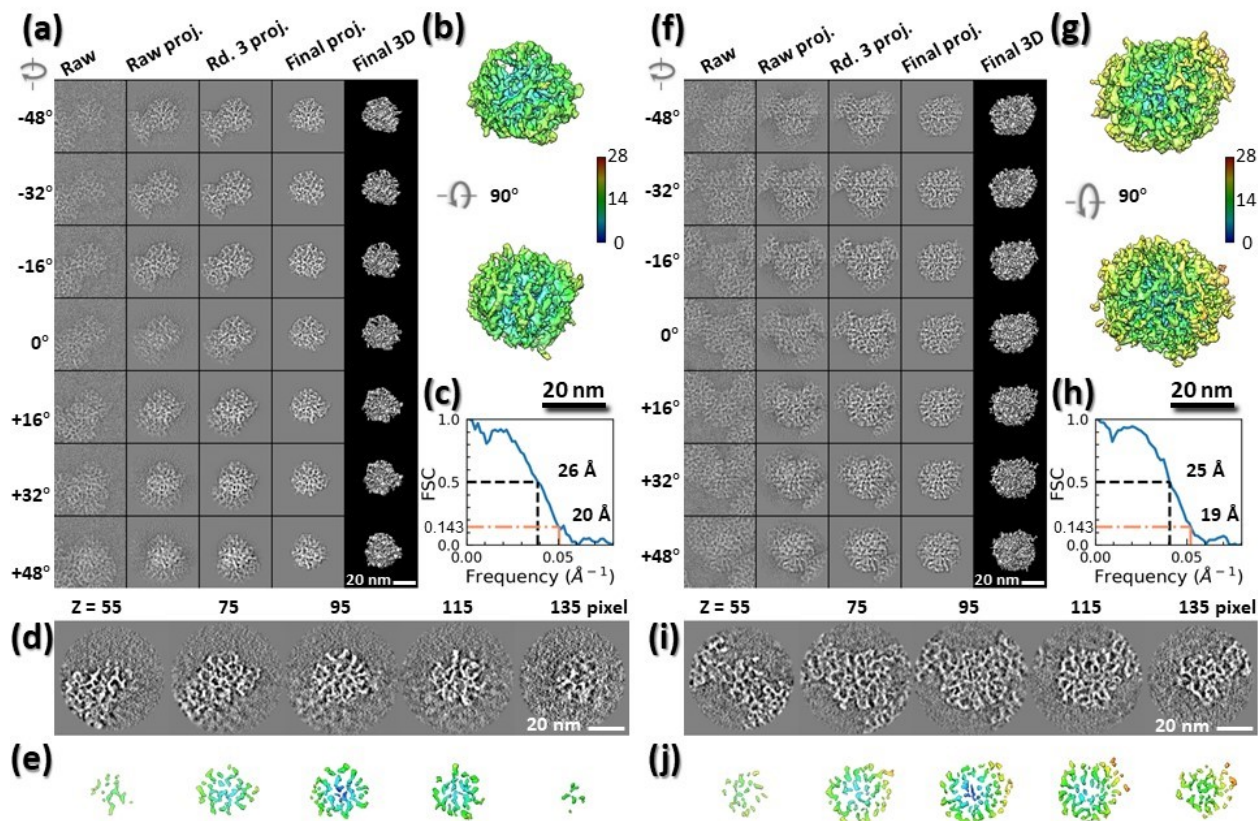 (a)
Raw
Raw proj.
Rd. 3 proj.
Final proj.
Final 3D
-48°
-32°
-16°
0°
+16°
+32°
+48°
20 nm
(b)
28
14
0
90°
20 nm
(c)
1.0
0.5
0.143
0.0
FSC
26 Å
20 Å
0.05
Frequency (Å⁻¹)
Z = 55 75 95 115 135 pixel
(d)
20 nm
(e)
(f)
Raw
Raw proj.
Rd. 3 proj.
Final proj.
Final 3D
-48°
-32°
-16°
0°
+16°
+32°
+48°
20 nm
(g)
28
14
0
90°
20 nm
(h)
1.0
0.5
0.143
0.0
FSC
25 Å
19 Å
0.05
Frequency (Å⁻¹)
Z = 55 75 95 115 135 pixel
(i)
20 nm
(j)